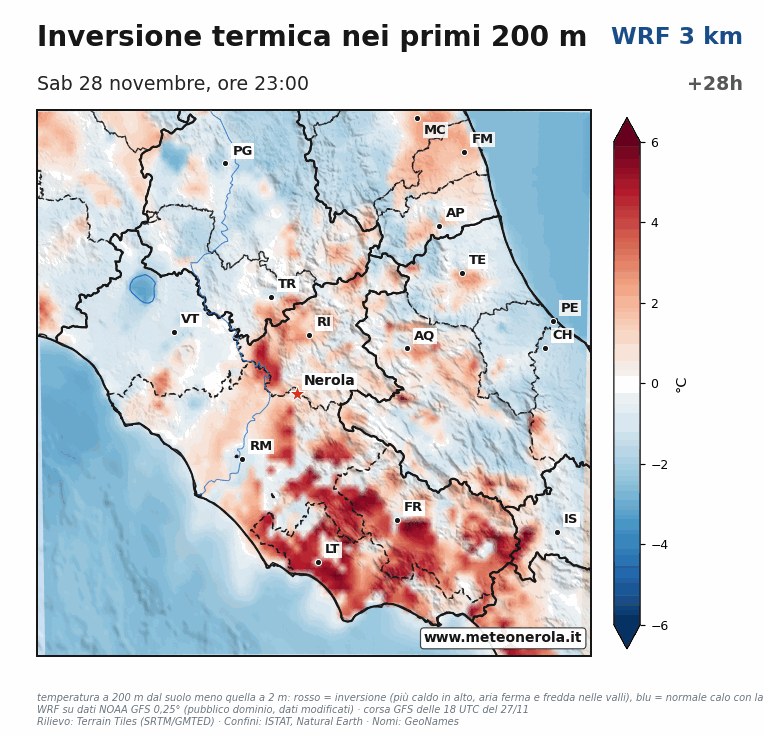 Inversione termica nei primi 200 m WRF 3 km
Sab 28 novembre, ore 23:00 +28h
MC
FM
PG
AP
TE
TR
PE
VT
RI
AQ
CH
Nerola
RM
FR
IS
LT
www.meteonerola.it
6
4
2
0
−2
−4
−6
°C
temperatura a 200 m dal suolo meno quella a 2 m: rosso = inversione (più caldo in alto, aria ferma e fredda nelle valli), blu = normale calo con la
WRF su dati NOAA GFS 0,25° (pubblico dominio, dati modificati) · corsa GFS delle 18 UTC del 27/11
Rilievo: Terrain Tiles (SRTM/GMTED) · Confini: ISTAT, Natural Earth · Nomi: GeoNames